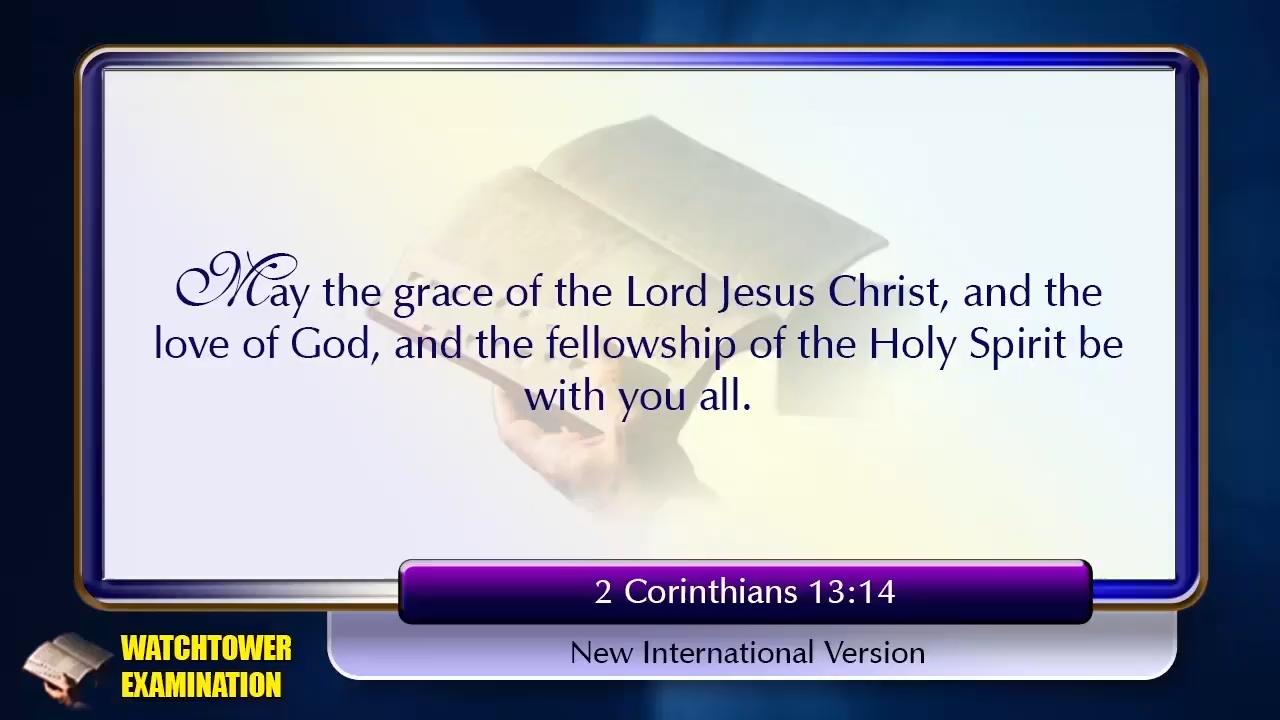 May the grace of the Lord Jesus Christ, and the
love of God, and the fellowship of the Holy Spirit be
with you all.
2 Corinthians 13:14
New International Version
WATCHTOWER
EXAMINATION